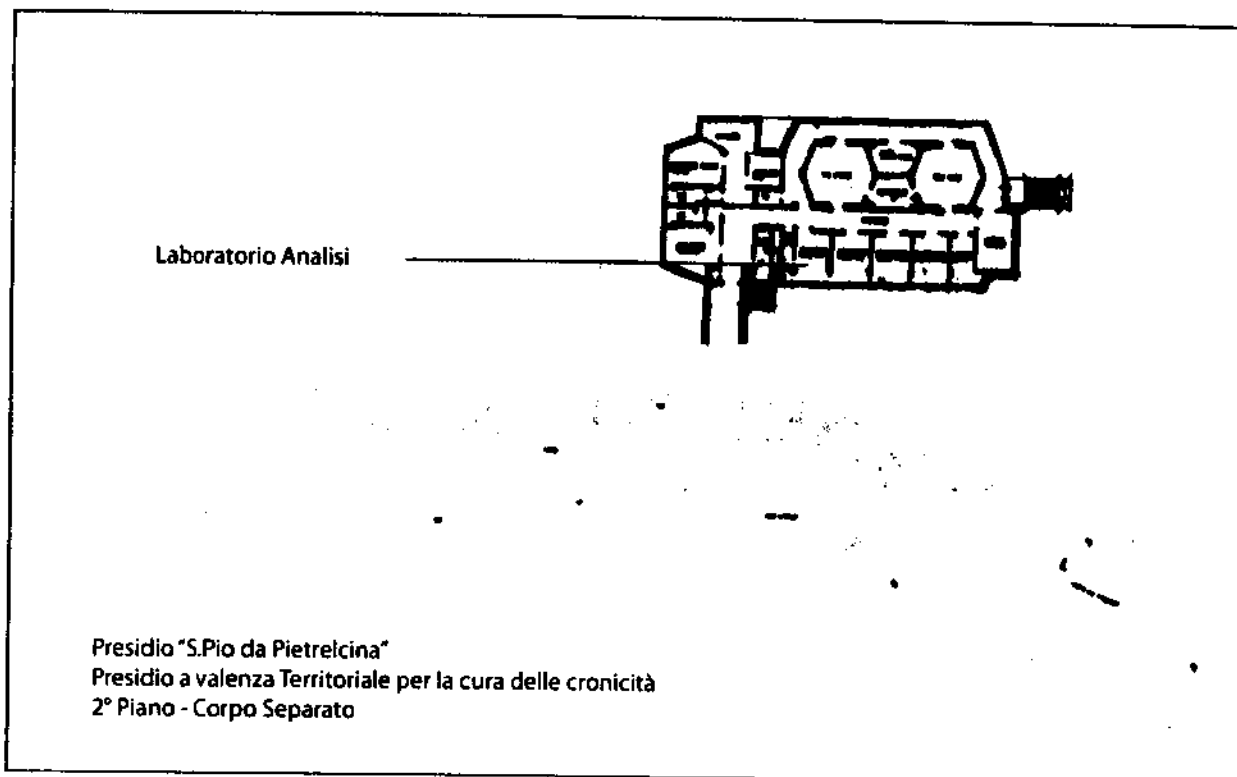 Laboratorio Analisi
Presidio "S.Pio da Pietrelcina"
Presidio a valenza Territoriale per la cura delle cronicità
2° Piano - Corpo Separato